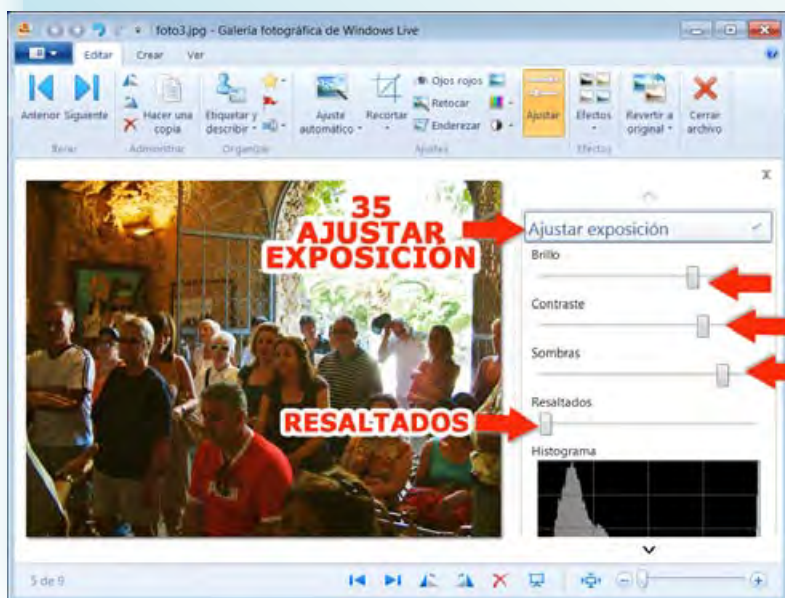 foto3.jpg - Galería fotográfica de Windows Live
Editar Crear Ver
Anterior Siguiente
Hacer una copia
Etiquetar y describir
Ajuste automático
Recortar
Ojos rojos
Retocar
Enderezar
Ajustar
Efectos
Revertir a original
Cerrar archivo
Iterar
Administrar
Organizar
Ajustes
Efectos
35
AJUSTAR
EXPOSICIÓN
Ajustar exposición
Brillo
Contraste
Sombras
Resaltados
RESALTADOS
Histograma
5 de 9